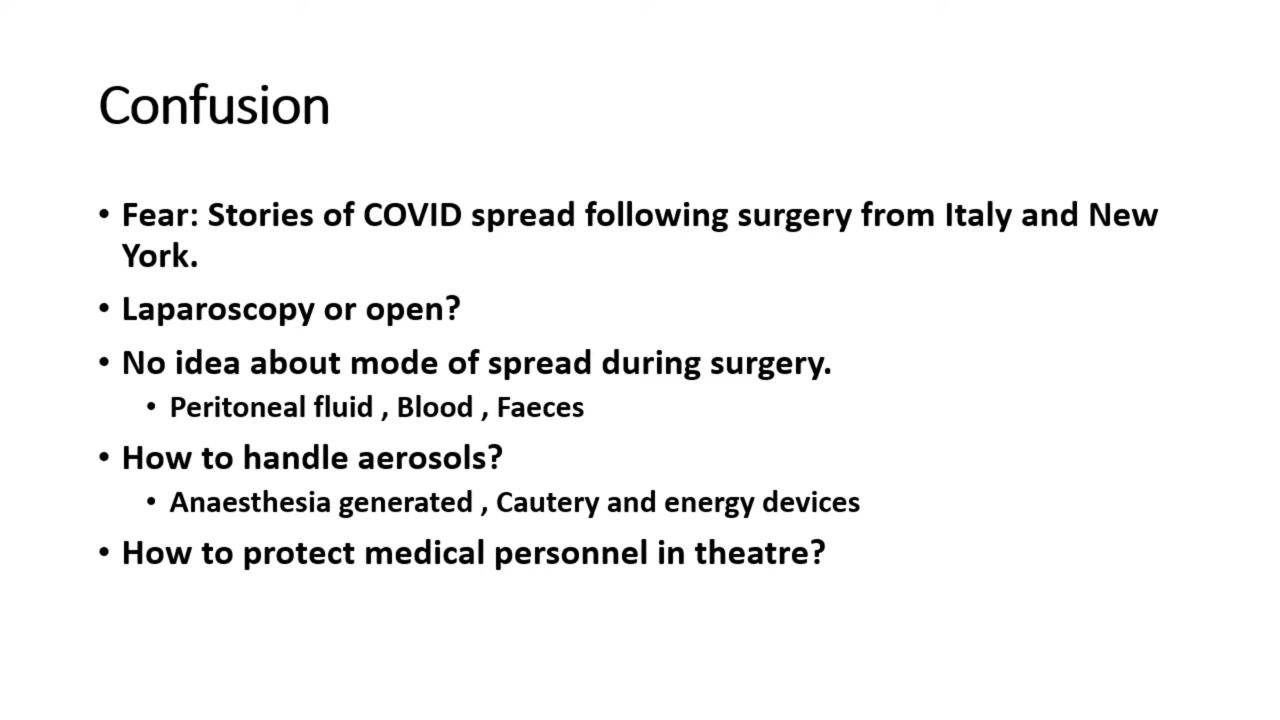 Confusion
• Fear: Stories of COVID spread following surgery from Italy and New
York.
• Laparoscopy or open?
• No idea about mode of spread during surgery.
• Peritoneal fluid , Blood , Faeces
• How to handle aerosols?
• Anaesthesia generated , Cautery and energy devices
• How to protect medical personnel in theatre?